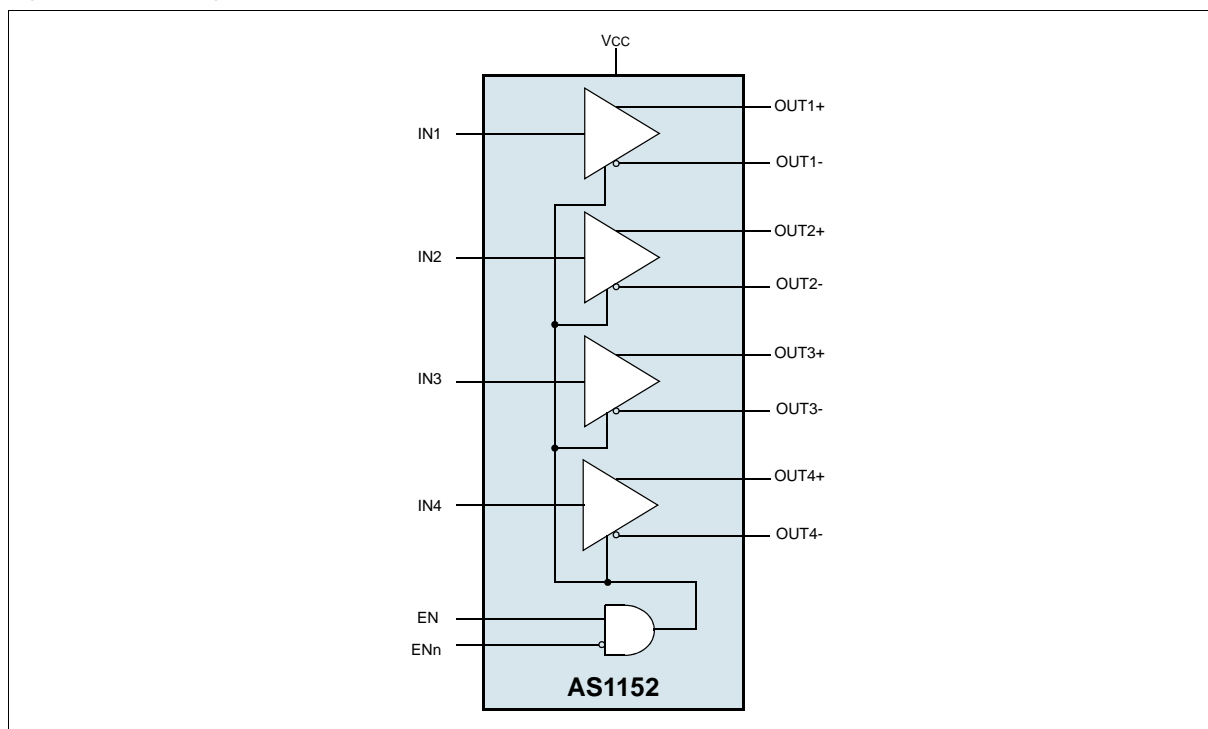 VCC
OUT1+
IN1
OUT1-
OUT2+
IN2
OUT2-
OUT3+
IN3
OUT3-
OUT4+
IN4
OUT4-
EN
ENn
AS1152